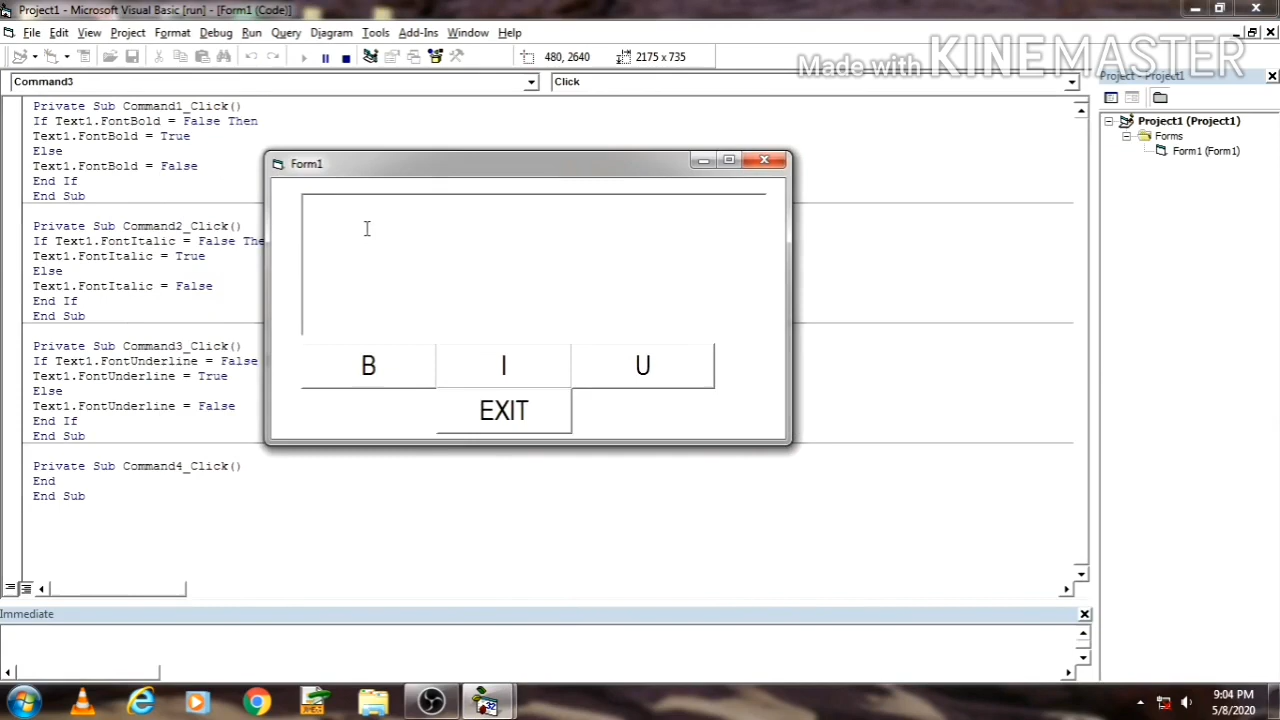 Project1 - Microsoft Visual Basic [run] - [Form1 (Code)]
File Edit View Project Format Debug Run Query Diagram Tools Add-Ins Window Help
480, 2640 2175 x 735
Made with KINEMASTER
Command3 Click
Project - Project1
Private Sub Command1_Click()
If Text1.FontBold = False Then
Text1.FontBold = True
Else
Text1.FontBold = False
End If
End Sub
Private Sub Command2_Click()
If Text1.FontItalic = False The
Text1.FontItalic = True
Else
Text1.FontItalic = False
End If
End Sub
Private Sub Command3_Click()
If Text1.FontUnderline = False
Text1.FontUnderline = True
Else
Text1.FontUnderline = False
End If
End Sub
Private Sub Command4_Click()
End
End Sub
Form1
B I U
EXIT
Project1 (Project1)
Forms
Form1 (Form1)
Immediate
9:04 PM
5/8/2020